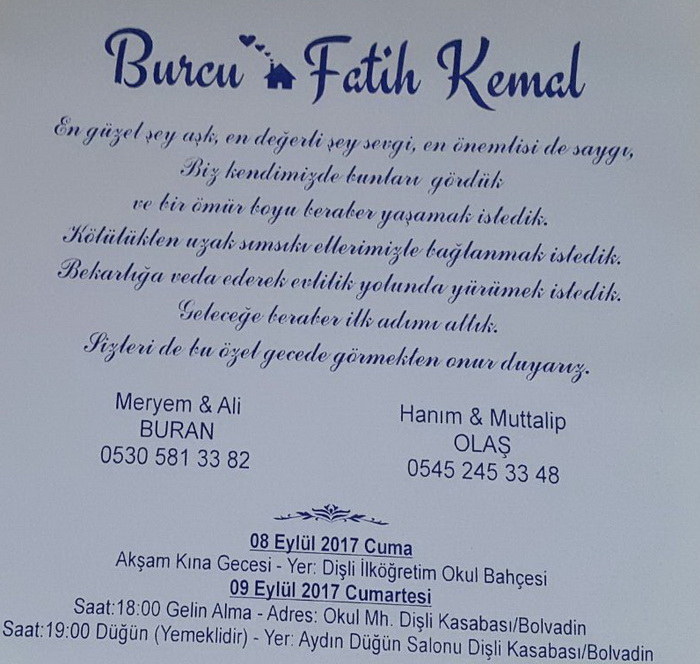 Burcu Fatih Kemal
En güzel şey aşk, en değerli şey sevgi, en önemlisi de saygı,
Biz kendimizde bunları gördük
ve bir ömür boyu beraber yaşamak istedik.
Kötülükten uzak sımsıkı ellerimizle bağlanmak istedik.
Bekarlığa veda ederek evlilik yolunda yürümek istedik.
Geleceğe beraber ilk adımı attık.
Sizleri de bu özel gecede görmekten onur duyarız.
Meryem & Ali
BURAN
0530 581 33 82
Hanım & Muttalip
OLAŞ
0545 245 33 48
08 Eylül 2017 Cuma
Akşam Kına Gecesi - Yer: Dişli İlköğretim Okul Bahçesi
09 Eylül 2017 Cumartesi
Saat:18:00 Gelin Alma - Adres: Okul Mh. Dişli Kasabası/Bolvadin
Saat:19:00 Düğün (Yemeklidir) - Yer: Aydın Düğün Salonu Dişli Kasabası/Bolvadin